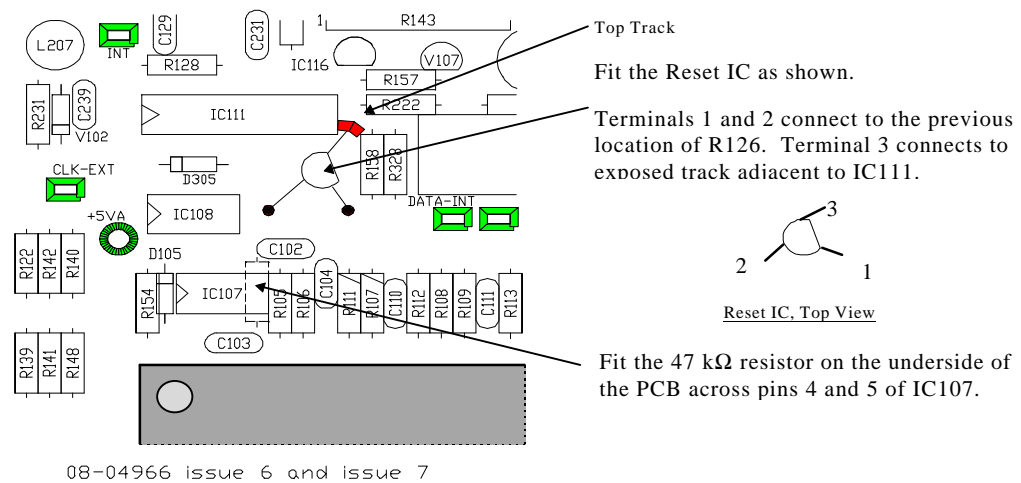 L207
INT
C129
R128
C231
IC116
1
R143
V107
R157
R222
R231
C239
V102
IC111
R158
R328
CLK-EXT
D305
IC108
DATA-INT
+5VA
R122
R142
R140
D105
C102
R154
IC107
R105
R106
C104
R111
R107
C110
R112
R108
R109
C111
R113
C103
R139
R141
R148
08-04966 issue 6 and issue 7
Top Track
Fit the Reset IC as shown.
Terminals 1 and 2 connect to the previous
location of R126. Terminal 3 connects to
exposed track adjacent to IC111.
3
2
1
Reset IC, Top View
Fit the 47 kΩ resistor on the underside of
the PCB across pins 4 and 5 of IC107.